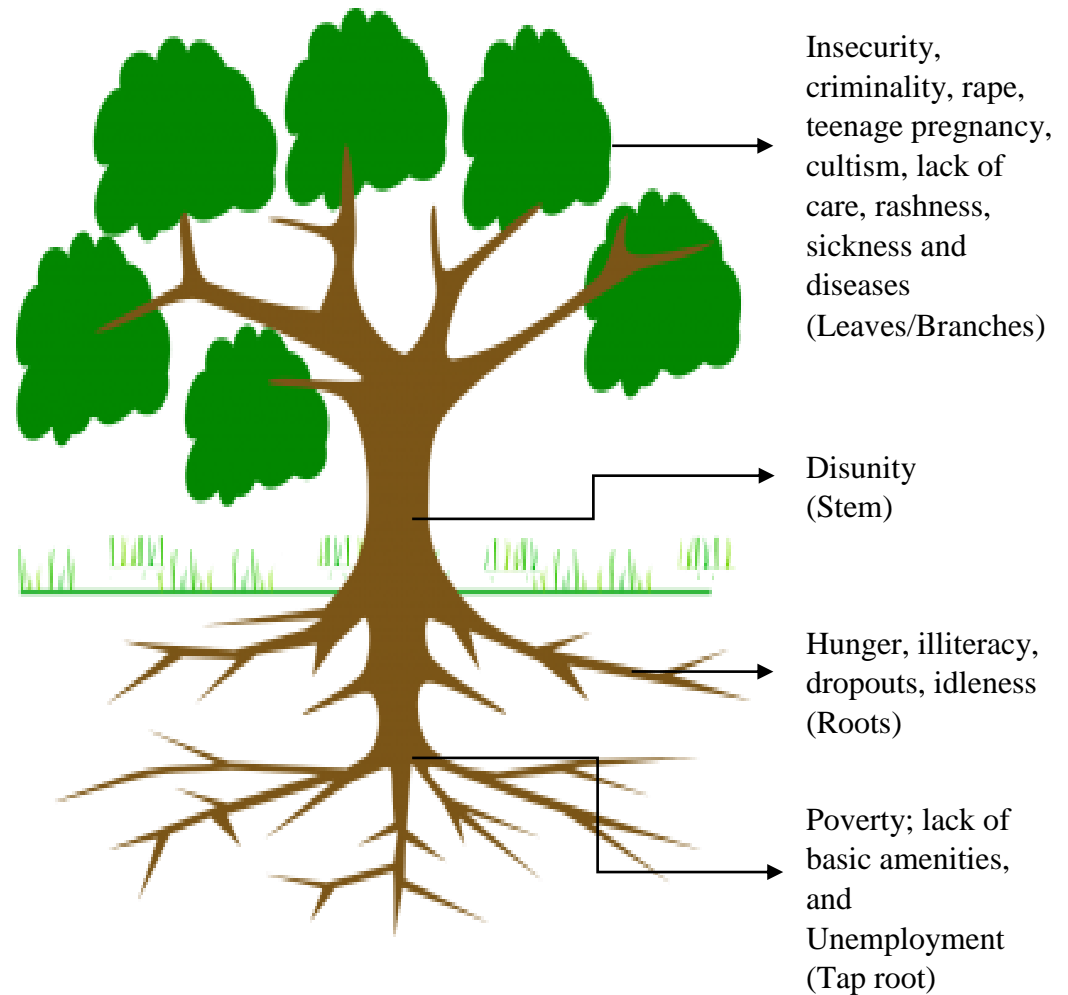 Insecurity,
criminality, rape,
teenage pregnancy,
cultism, lack of
care, rashness,
sickness and
diseases
(Leaves/Branches)
Disunity
(Stem)
Hunger, illiteracy,
dropouts, idleness
(Roots)
Poverty; lack of
basic amenities,
and
Unemployment
(Tap root)